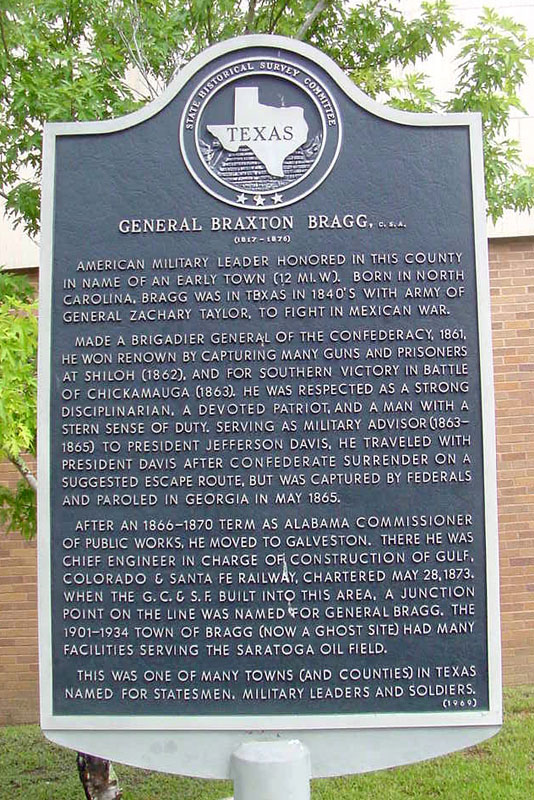 STATE HISTORICAL SURVEY COMMITTEE
TEXAS
GENERAL BRAXTON BRAGG, C.S.A.
(1817-1876)
AMERICAN MILITARY LEADER HONORED IN THIS COUNTY
IN NAME OF AN EARLY TOWN (12 MI. W). BORN IN NORTH
CAROLINA, BRAGG WAS IN TEXAS IN 1840'S WITH ARMY OF
GENERAL ZACHARY TAYLOR, TO FIGHT IN MEXICAN WAR.
MADE A BRIGADIER GENERAL OF THE CONFEDERACY, 1861,
HE WON RENOWN BY CAPTURING MANY GUNS AND PRISONERS
AT SHILOH (1862), AND FOR SOUTHERN VICTORY IN BATTLE
OF CHICKAMAUGA (1863). HE WAS RESPECTED AS A STRONG
DISCIPLINARIAN, A DEVOTED PATRIOT, AND A MAN WITH A
STERN SENSE OF DUTY. SERVING AS MILITARY ADVISOR (1863-
1865) TO PRESIDENT JEFFERSON DAVIS, HE TRAVELED WITH
PRESIDENT DAVIS AFTER CONFEDERATE SURRENDER ON A
SUGGESTED ESCAPE ROUTE, BUT WAS CAPTURED BY FEDERALS
AND PAROLED IN GEORGIA IN MAY 1865.
AFTER AN 1866-1870 TERM AS ALABAMA COMMISSIONER
OF PUBLIC WORKS, HE MOVED TO GALVESTON. THERE HE WAS
CHIEF ENGINEER IN CHARGE OF CONSTRUCTION OF GULF,
COLORADO & SANTA FE RAILWAY, CHARTERED MAY 28, 1873.
WHEN THE G. C. & S. F. BUILT INTO THIS AREA, A JUNCTION
POINT ON THE LINE WAS NAMED FOR GENERAL BRAGG. THE
1901-1934 TOWN OF BRAGG (NOW A GHOST SITE) HAD MANY
FACILITIES SERVING THE SARATOGA OIL FIELD.
THIS WAS ONE OF MANY TOWNS (AND COUNTIES) IN TEXAS
NAMED FOR STATESMEN, MILITARY LEADERS AND SOLDIERS.
(1969)